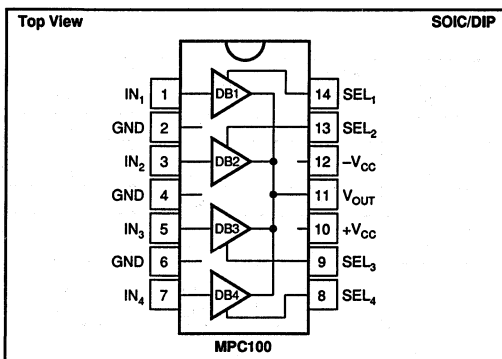 Top View SOIC/DIP
IN1 1 DB1 14 SEL1
GND 2 13 SEL2
IN2 3 DB2 12 –VCC
GND 4 11 VOUT
IN3 5 DB3 10 +VCC
GND 6 9 SEL3
IN4 7 DB4 8 SEL4
MPC100